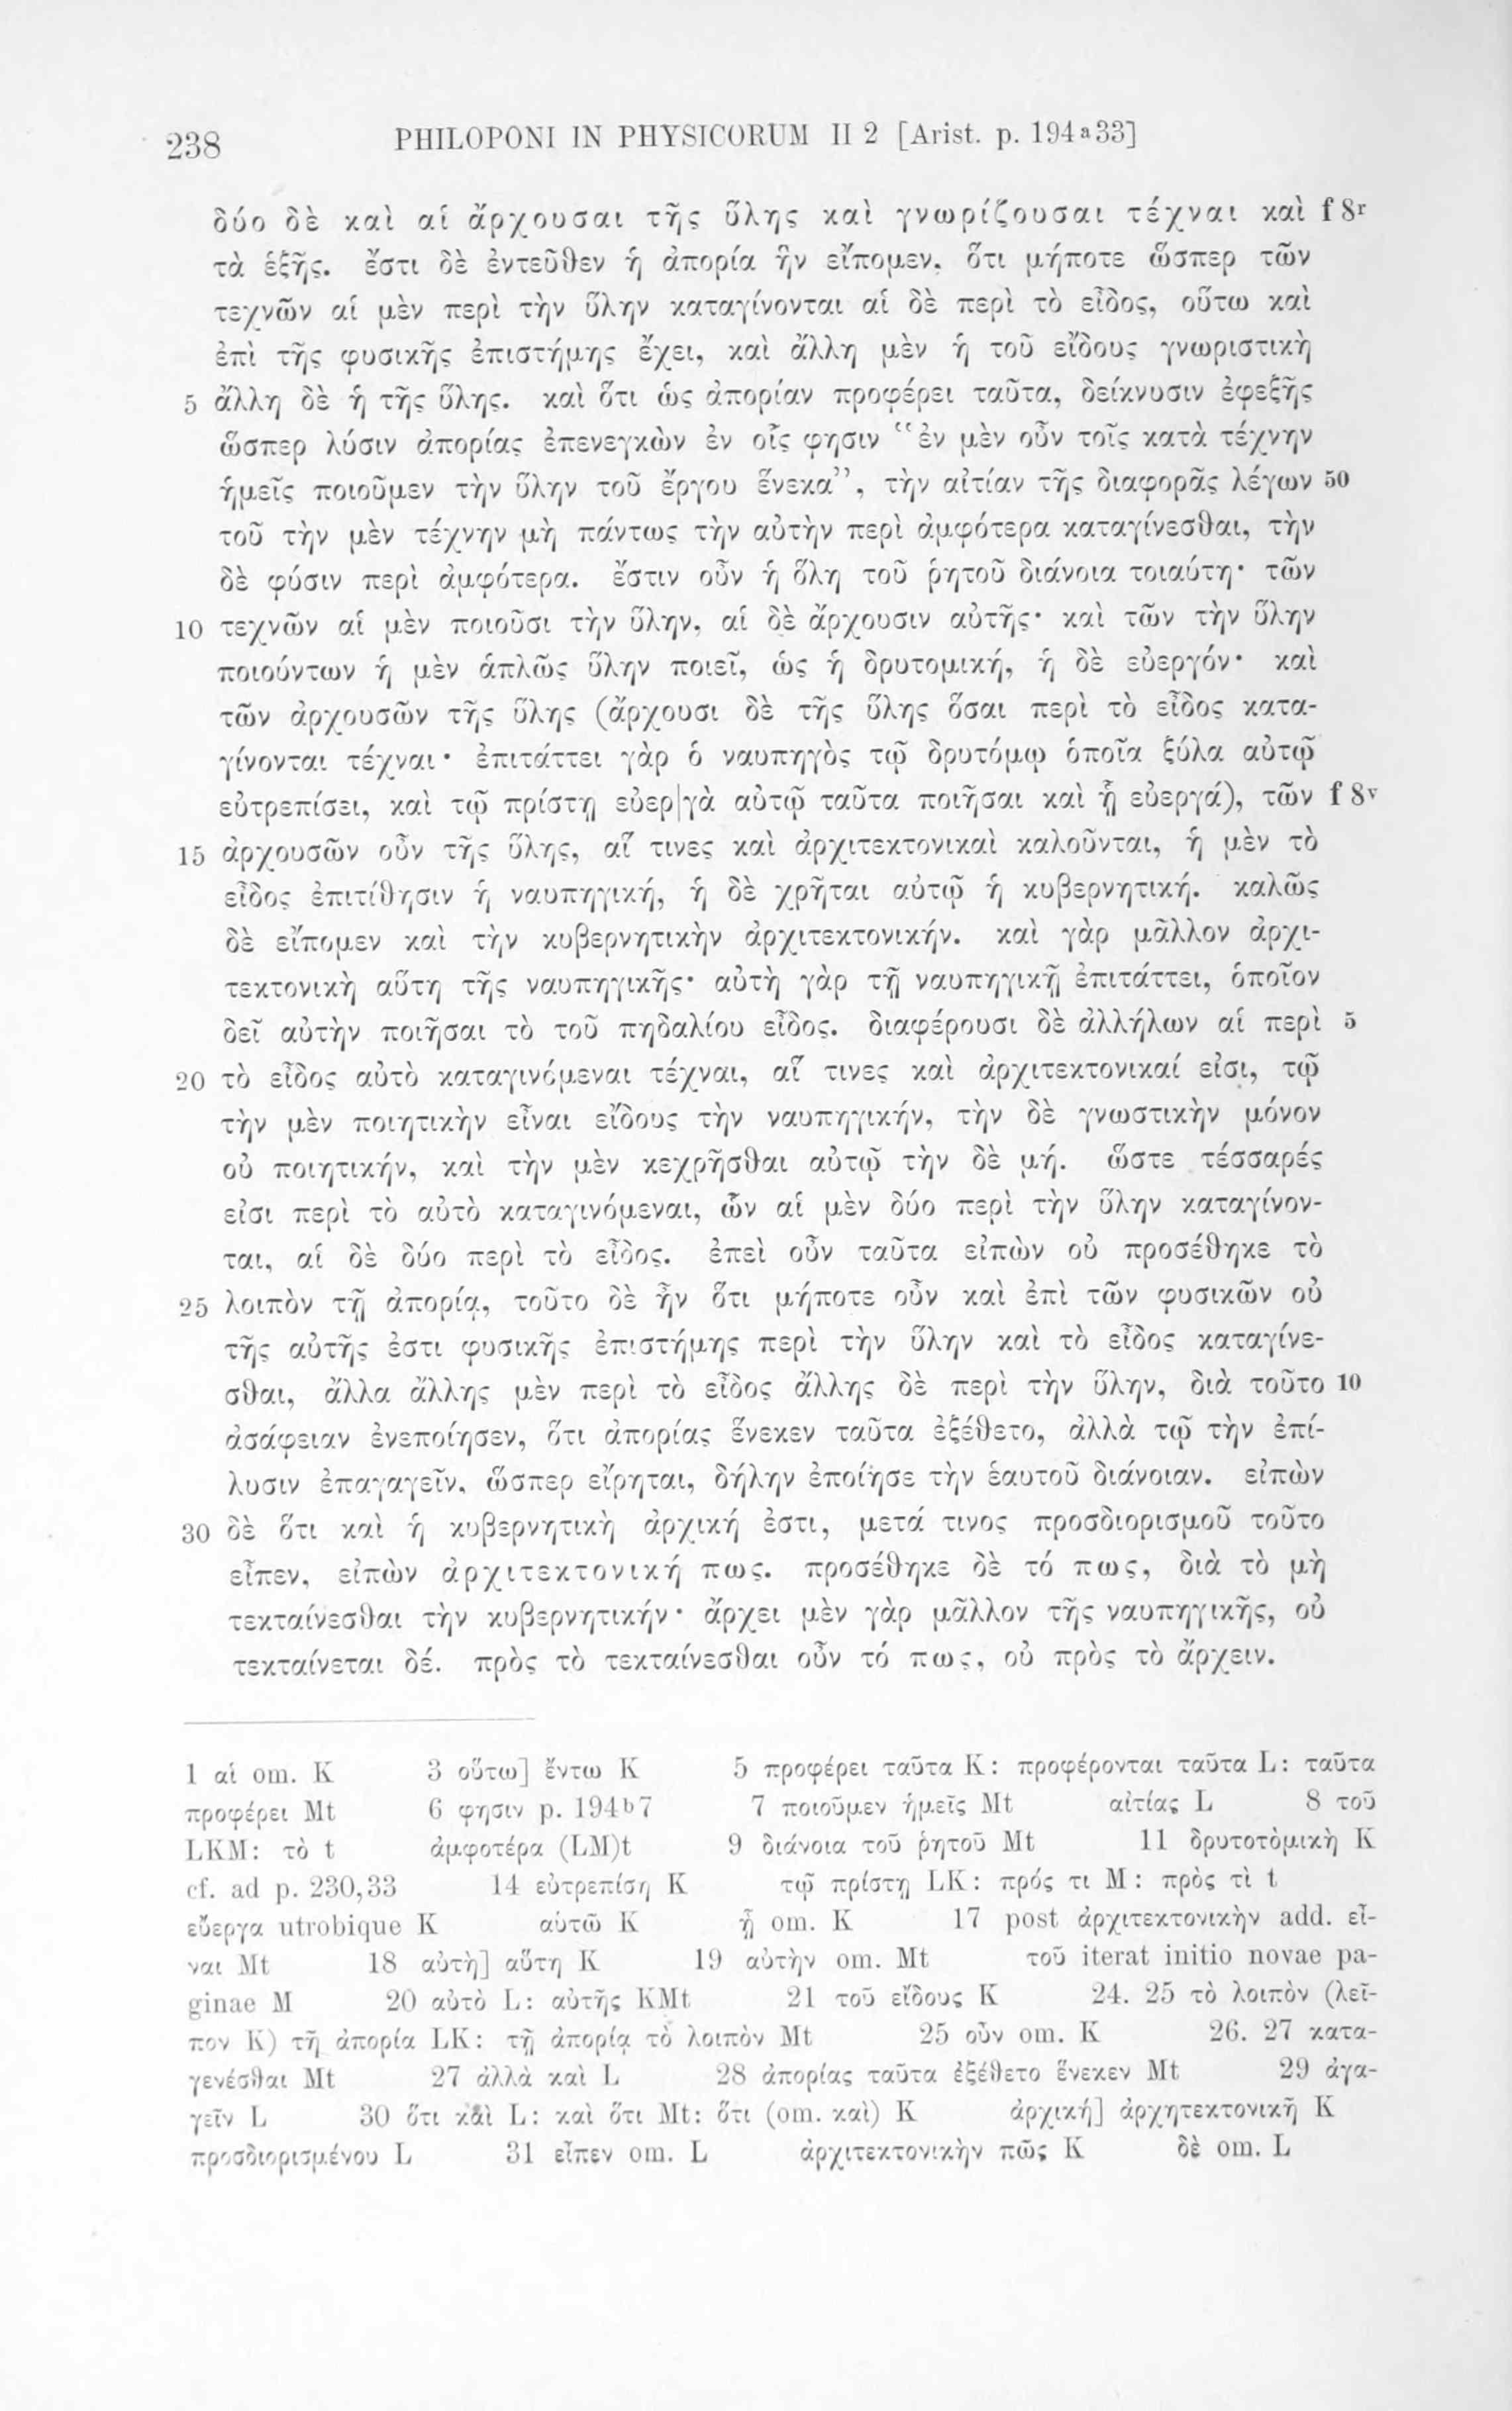 238 PHILOPONI IN PHYSICORUM II 2 [Arist. p. 194a33]
δύο δὲ καὶ αἱ ἄρχουσαι τῆς ὕλης καὶ γνωρίζουσαι τέχναι καὶ f 8r
τὰ ἑξῆς. ἔστι δὲ ἐντεῦθεν ἡ ἀπορία ἣν εἴπομεν, ὅτι μήποτε ὥσπερ τῶν
τεχνῶν αἱ μὲν περὶ τὴν ὕλην καταγίνονται αἱ δὲ περὶ τὸ εἶδος, οὕτω καὶ
ἐπὶ τῆς φυσικῆς ἐπιστήμης ἔχει, καὶ ἄλλη μὲν ἡ τοῦ εἴδους γνωριστικὴ
5 ἄλλη δὲ ἡ τῆς ὕλης. καὶ ὅτι ὡς ἀπορίαν προφέρει ταῦτα, δείκνυσιν ἐφεξῆς
ὥσπερ λύσιν ἀπορίας ἐπενεγκὼν ἐν οἷς φησιν “ἐν μὲν οὖν τοῖς κατὰ τέχνην
ἡμεῖς ποιοῦμεν τὴν ὕλην τοῦ ἔργου ἕνεκα”, τὴν αἰτίαν τῆς διαφορᾶς λέγων 50
τοῦ τὴν μὲν τέχνην μὴ πάντως τὴν αὐτὴν περὶ ἀμφότερα καταγίνεσθαι, τὴν
δὲ φύσιν περὶ ἀμφότερα. ἔστιν οὖν ἡ ὅλη τοῦ ῥητοῦ διάνοια τοιαύτη· τῶν
10 τεχνῶν αἱ μὲν ποιοῦσι τὴν ὕλην, αἱ δὲ ἄρχουσιν αὐτῆς· καὶ τῶν τὴν ὕλην
ποιούντων ἡ μὲν ἁπλῶς ὕλην ποιεῖ, ὡς ἡ δρυτομική, ἡ δὲ εὐεργόν· καὶ
τῶν ἀρχουσῶν τῆς ὕλης (ἄρχουσι δὲ τῆς ὕλης ὅσαι περὶ τὸ εἶδος κατα-
γίνονται τέχναι· ἐπιτάττει γὰρ ὁ ναυπηγὸς τῷ δρυτόμῳ ὁποῖα ξύλα αὐτῷ
εὐτρεπίσει, καὶ τῷ πρίστῃ εὐερ|γὰ αὐτῷ ταῦτα ποιῆσαι καὶ ᾗ εὐεργά), τῶν f 8v
15 ἀρχουσῶν οὖν τῆς ὕλης, αἵ τινες καὶ ἀρχιτεκτονικαὶ καλοῦνται, ἡ μὲν τὸ
εἶδος ἐπιτίθησιν ἡ ναυπηγική, ἡ δὲ χρῆται αὐτῷ ἡ κυβερνητική. καλῶς
δὲ εἴπομεν καὶ τὴν κυβερνητικὴν ἀρχιτεκτονικήν. καὶ γὰρ μᾶλλον ἀρχι-
τεκτονικὴ αὕτη τῆς ναυπηγικῆς· αὐτὴ γὰρ τῇ ναυπηγικῇ ἐπιτάττει, ὁποῖον
δεῖ αὐτὴν ποιῆσαι τὸ τοῦ πηδαλίου εἶδος. διαφέρουσι δὲ ἀλλήλων αἱ περὶ 5
20 τὸ εἶδος αὐτὸ καταγινόμεναι τέχναι, αἵ τινες καὶ ἀρχιτεκτονικαί εἰσι, τῷ
τὴν μὲν ποιητικὴν εἶναι εἴδους τὴν ναυπηγικήν, τὴν δὲ γνωστικὴν μόνον
οὐ ποιητικήν, καὶ τὴν μὲν κεχρῆσθαι αὐτῷ τὴν δὲ μή. ὥστε τέσσαρές
εἰσι περὶ τὸ αὐτὸ καταγινόμεναι, ὧν αἱ μὲν δύο περὶ τὴν ὕλην καταγίνον-
ται, αἱ δὲ δύο περὶ τὸ εἶδος. ἐπεὶ οὖν ταῦτα εἰπὼν οὐ προσέθηκε τὸ
25 λοιπὸν τῇ ἀπορίᾳ, τοῦτο δὲ ἦν ὅτι μήποτε οὖν καὶ ἐπὶ τῶν φυσικῶν οὐ
τῆς αὐτῆς ἐστι φυσικῆς ἐπιστήμης περὶ τὴν ὕλην καὶ τὸ εἶδος καταγίνε-
σθαι, ἄλλα ἄλλης μὲν περὶ τὸ εἶδος ἄλλης δὲ περὶ τὴν ὕλην, διὰ τοῦτο 10
ἀσάφειαν ἐνεποίησεν, ὅτι ἀπορίας ἕνεκεν ταῦτα ἐξέθετο, ἀλλὰ τῷ τὴν ἐπί-
λυσιν ἐπαγαγεῖν, ὥσπερ εἴρηται, δήλην ἐποίησε τὴν ἑαυτοῦ διάνοιαν. εἰπὼν
30 δὲ ὅτι καὶ ἡ κυβερνητικὴ ἀρχική ἐστι, μετά τινος προσδιορισμοῦ τοῦτο
εἶπεν, εἰπὼν ἀρχιτεκτονική πως. προσέθηκε δὲ τό πως, διὰ τὸ μὴ
τεκταίνεσθαι τὴν κυβερνητικήν· ἄρχει μὲν γὰρ μᾶλλον τῆς ναυπηγικῆς, οὐ
τεκταίνεται δέ. πρὸς τὸ τεκταίνεσθαι οὖν τό πως, οὐ πρὸς τὸ ἄρχειν.
1 αἱ om. K 3 οὕτω] ἔντω K 5 προφέρει ταῦτα K: προφέρονται ταῦτα L: ταῦτα
προφέρει Mt 6 φησιν p. 194b7 7 ποιοῦμεν ἡμεῖς Mt αἰτίας L 8 τοῦ
LKM: τὸ t ἀμφοτέρα (LM)t 9 διάνοια τοῦ ῥητοῦ Mt 11 δρυτοτὸμικὴ K
cf. ad p. 230,33 14 εὐτρεπίση K τῷ πρίστῃ LK: πρός τι M: πρὸς τὶ t
εὔεργα utrobique K αὑτῶ K ᾗ om. K 17 post ἀρχιτεκτονικὴν add. εἶ-
ναι Mt 18 αὐτὴ] αὕτη K 19 αὐτὴν om. Mt τοῦ iterat initio novae pa-
ginae M 20 αὐτὸ L: αὐτῆς KMt 21 τοῦ εἴδους K 24. 25 τὸ λοιπὸν (λεῖ-
πον K) τῆ ἀπορία LK: τῇ ἀπορίᾳ τὸ λοιπὸν Mt 25 οὖν om. K 26. 27 κατα-
γενέσθαι Mt 27 ἀλλὰ καὶ L 28 ἀπορίας ταῦτα ἐξέθετο ἕνεκεν Mt 29 ἀγα-
γεῖν L 30 ὅτι καὶ L: καὶ ὅτι Mt: ὅτι (om. καὶ) K ἀρχική] ἀρχητεκτονικῆ K
προσδιορισμένου L 31 εἶπεν om. L ἀρχιτεκτονικὴν πῶς K δὲ om. L